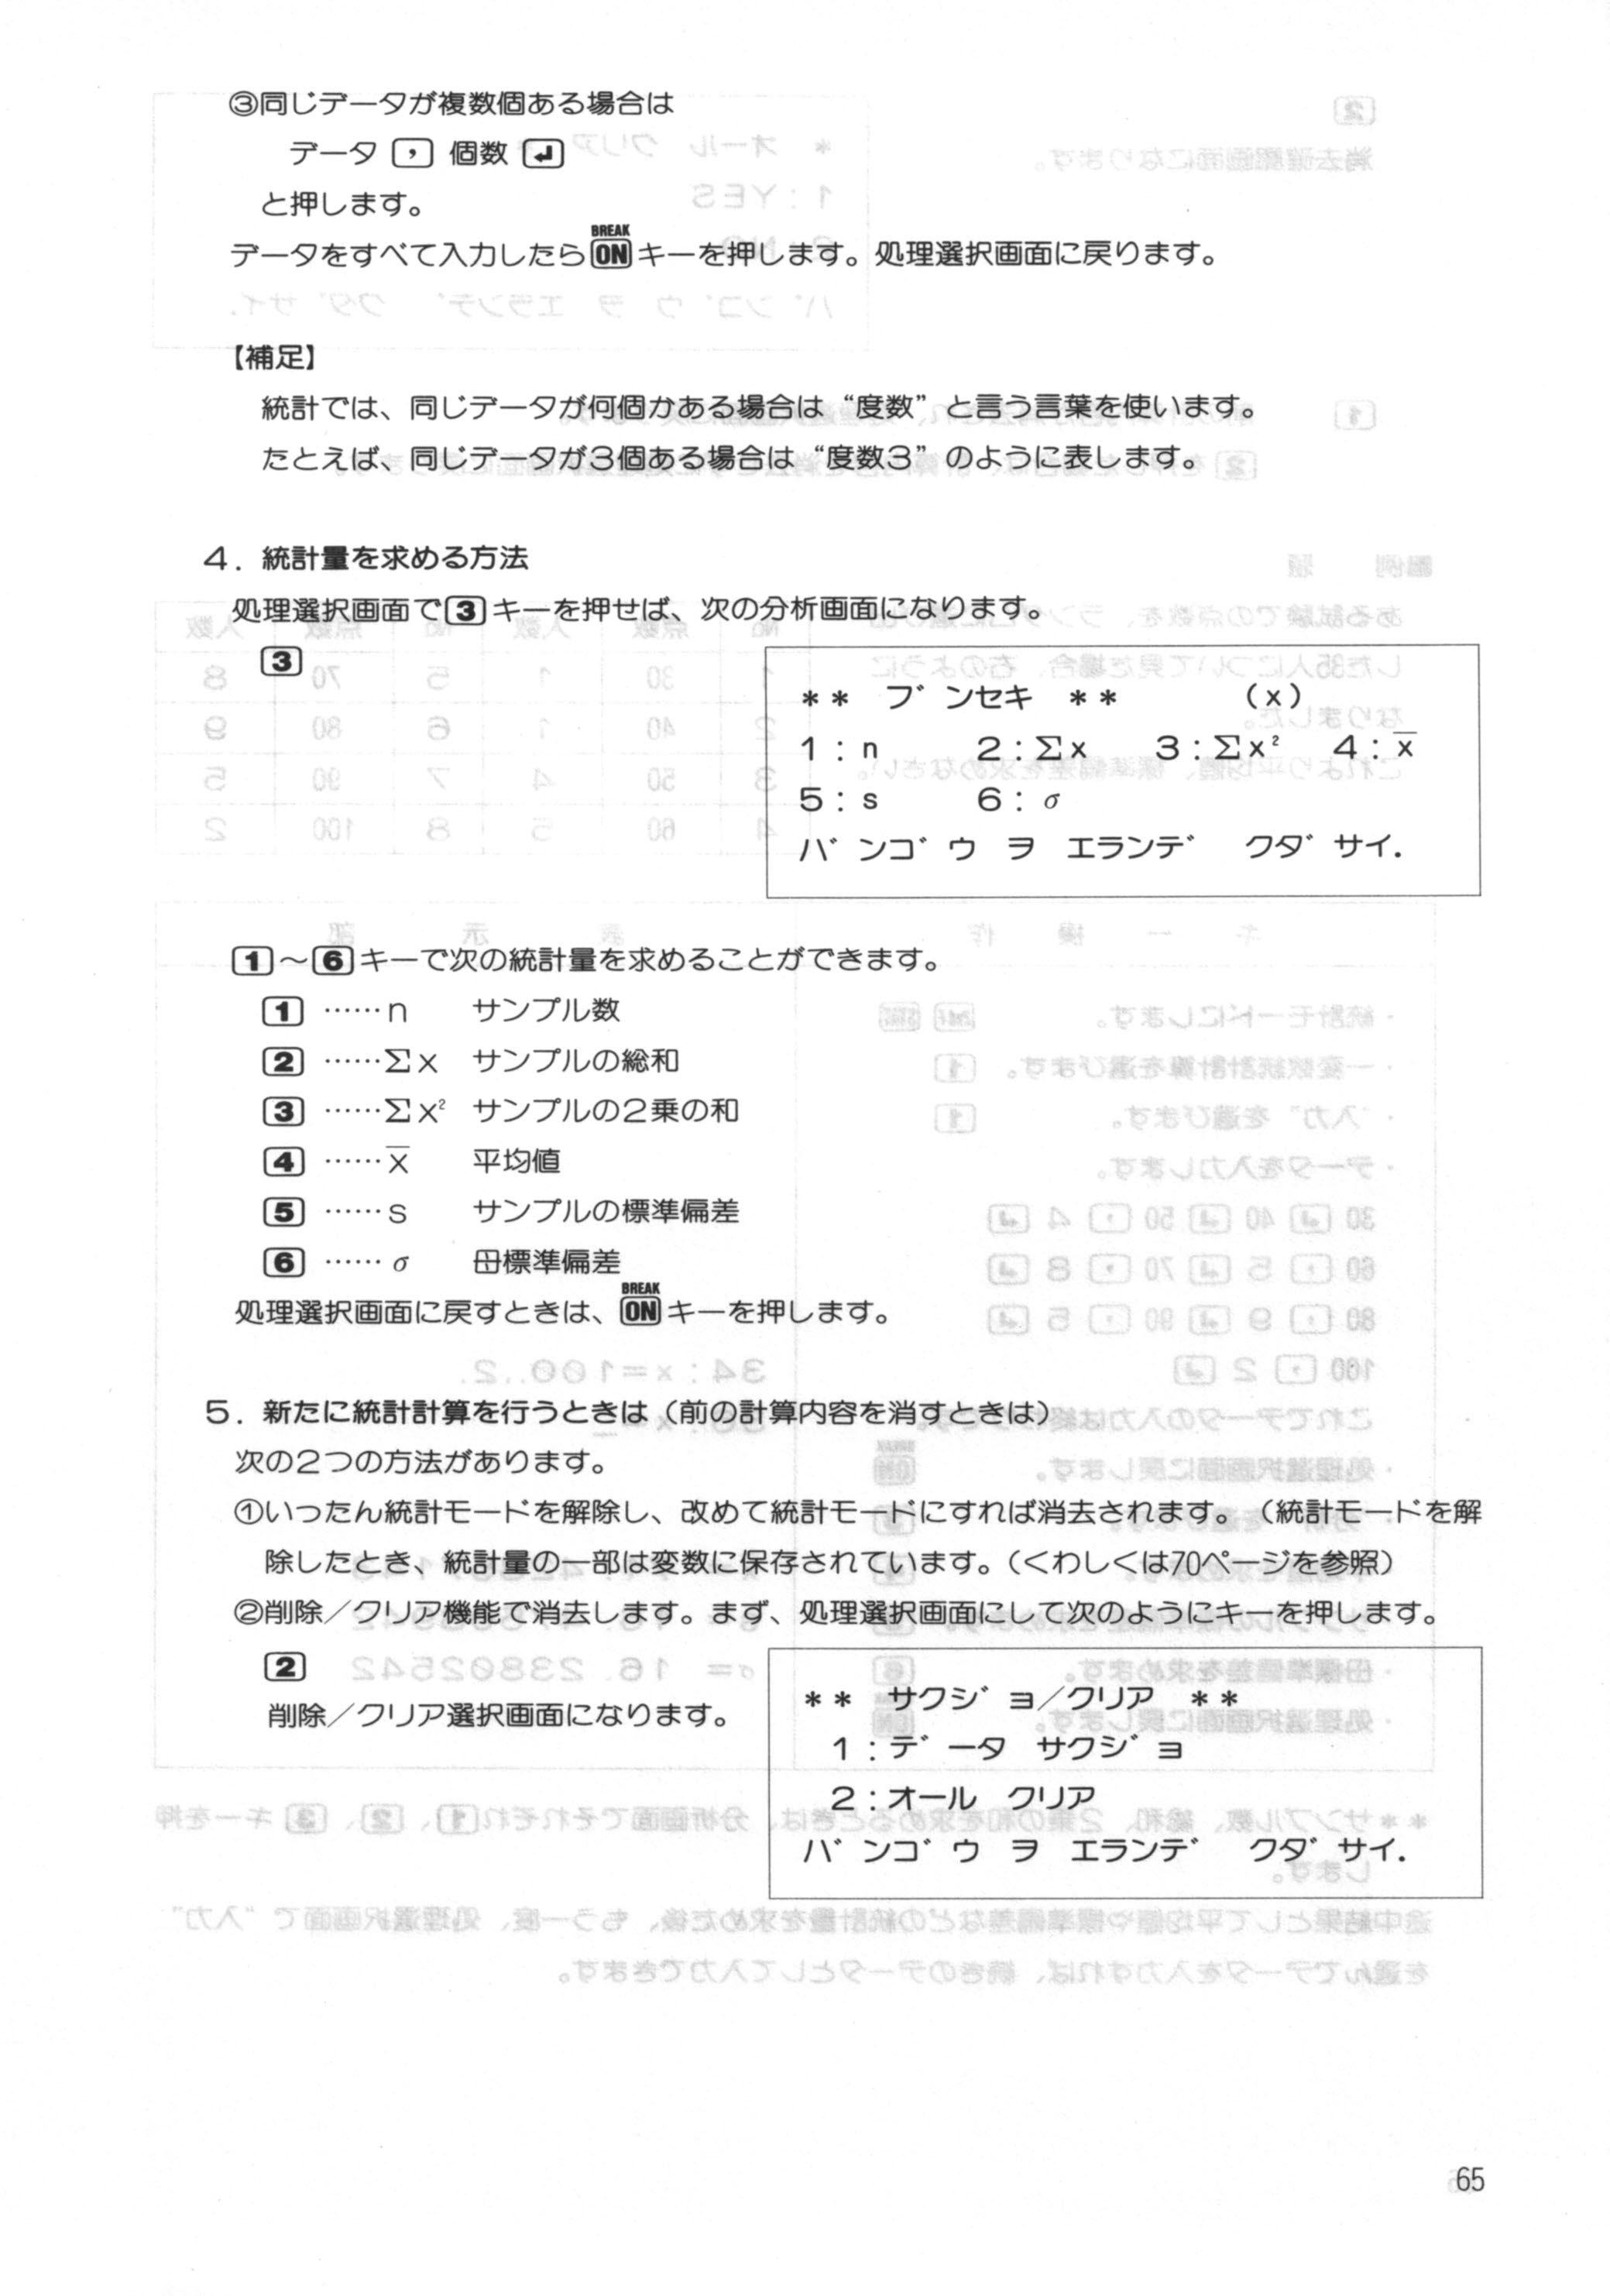 ③同じデータが複数個ある場合は
データ , 個数 ↵
と押します。
BREAK
データをすべて入力したらONキーを押します。処理選択画面に戻ります。
【補足】
統計では、同じデータが何個かある場合は“度数”と言う言葉を使います。
たとえば、同じデータが3個ある場合は“度数3”のように表します。
4. 統計量を求める方法
処理選択画面で3キーを押せば、次の分析画面になります。
3
** ブンセキ ** (x)
1:n 2:Σx 3:Σx² 4:x̄
5:s 6:σ
バンゴウ ヲ エランデ クダサイ.
1~6キーで次の統計量を求めることができます。
1 ……n サンプル数
2 ……Σx サンプルの総和
3 ……Σx² サンプルの2乗の和
4 ……x̄ 平均値
5 ……s サンプルの標準偏差
6 ……σ 母標準偏差
BREAK
処理選択画面に戻すときは、ONキーを押します。
5. 新たに統計計算を行うときは(前の計算内容を消すときは)
次の2つの方法があります。
①いったん統計モードを解除し、改めて統計モードにすれば消去されます。(統計モードを解
除したとき、統計量の一部は変数に保存されています。(くわしくは70ページを参照)
②削除/クリア機能で消去します。まず、処理選択画面にして次のようにキーを押します。
2
削除/クリア選択画面になります。
** サクジョ/クリア **
1:データ サクジョ
2:オール クリア
バンゴウ ヲ エランデ クダサイ.
65